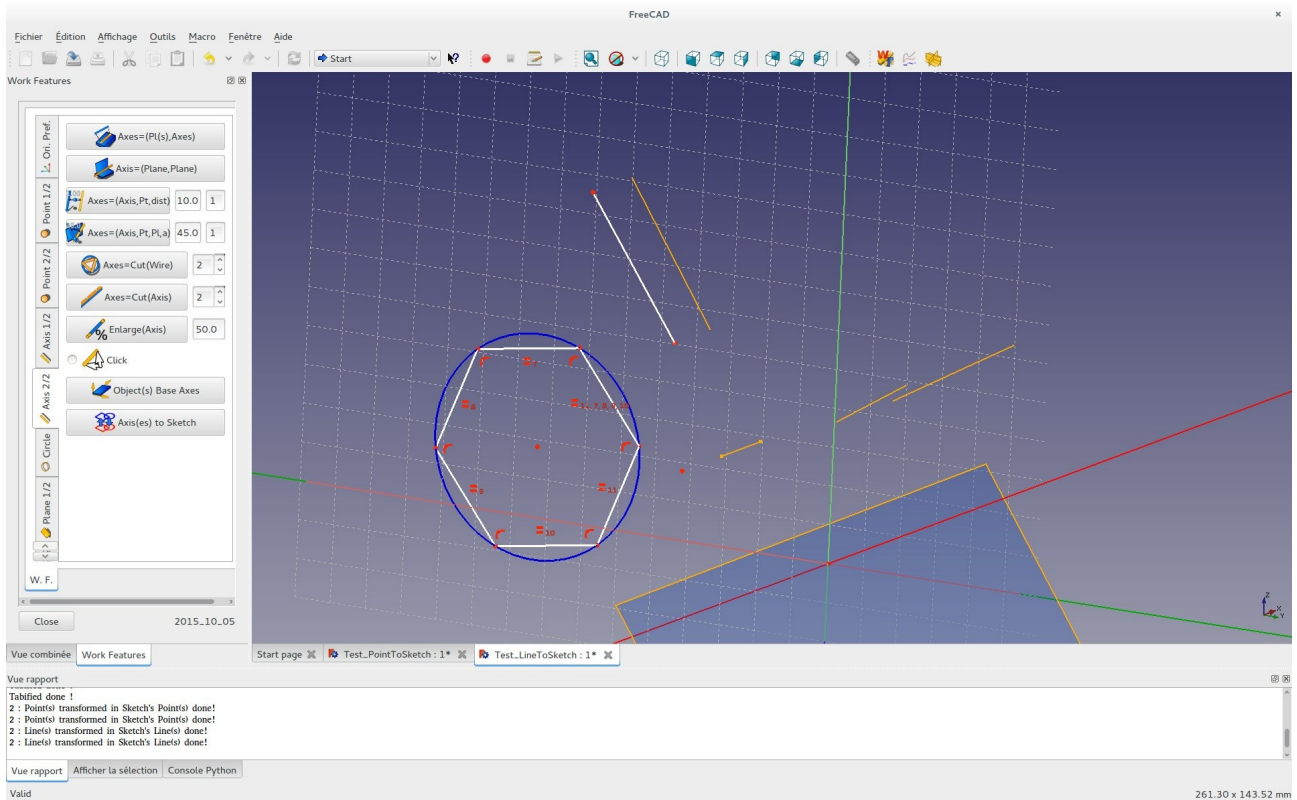 FreeCAD
×
Fichier Édition Affichage Outils Macro Fenêtre Aide
Start
Work Features
Ori. Pref.
Point 1/2
Point 2/2
Axis 1/2
Axis 2/2
Circle
Plane 1/2
Axes=(Pl(s),Axes)
Axis=(Plane,Plane)
Axes=(Axis,Pt,dist) 10.0 1
Axes=(Axis,Pt,Pl,a) 45.0 1
Axes=Cut(Wire) 2
Axes=Cut(Axis) 2
Enlarge(Axis) 50.0
Click
Object(s) Base Axes
Axis(es) to Sketch
W. F.
Close 2015_10_05
8
9
10
11
Z
X
Y
Vue combinée Work Features
Start page Test_PointToSketch : 1* Test_LineToSketch : 1*
Vue rapport
Tabified done !
2 : Point(s) transformed in Sketch's Point(s) done!
2 : Point(s) transformed in Sketch's Point(s) done!
2 : Line(s) transformed in Sketch's Line(s) done!
2 : Line(s) transformed in Sketch's Line(s) done!
Vue rapport Afficher la sélection Console Python
Valid 261.30 x 143.52 mm